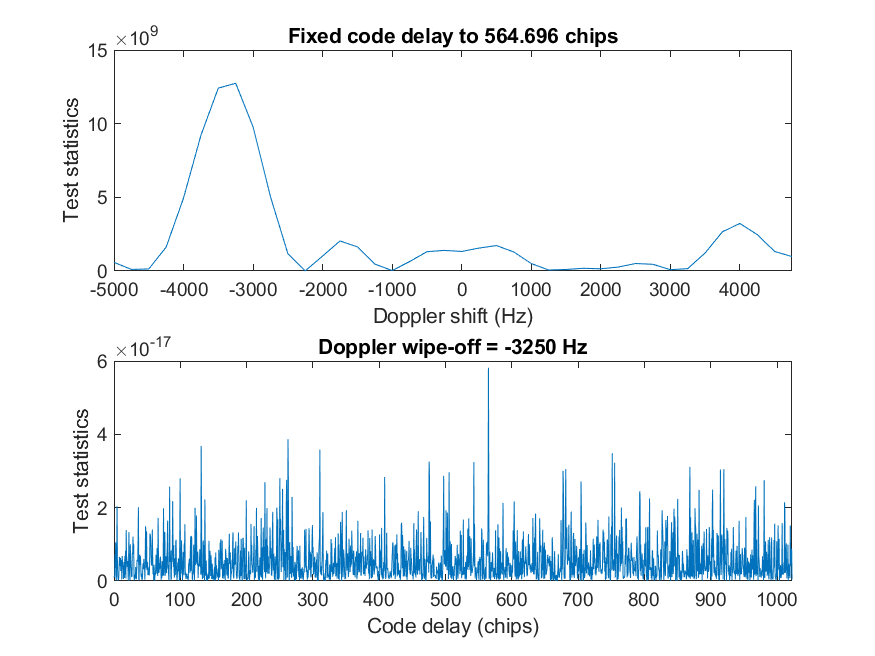 ×10⁹
Fixed code delay to 564.696 chips
15
10
5
0
Test statistics
-5000 -4000 -3000 -2000 -1000 0 1000 2000 3000 4000
Doppler shift (Hz)
×10⁻¹⁷
Doppler wipe-off = -3250 Hz
6
4
2
0
Test statistics
0 100 200 300 400 500 600 700 800 900 1000
Code delay (chips)